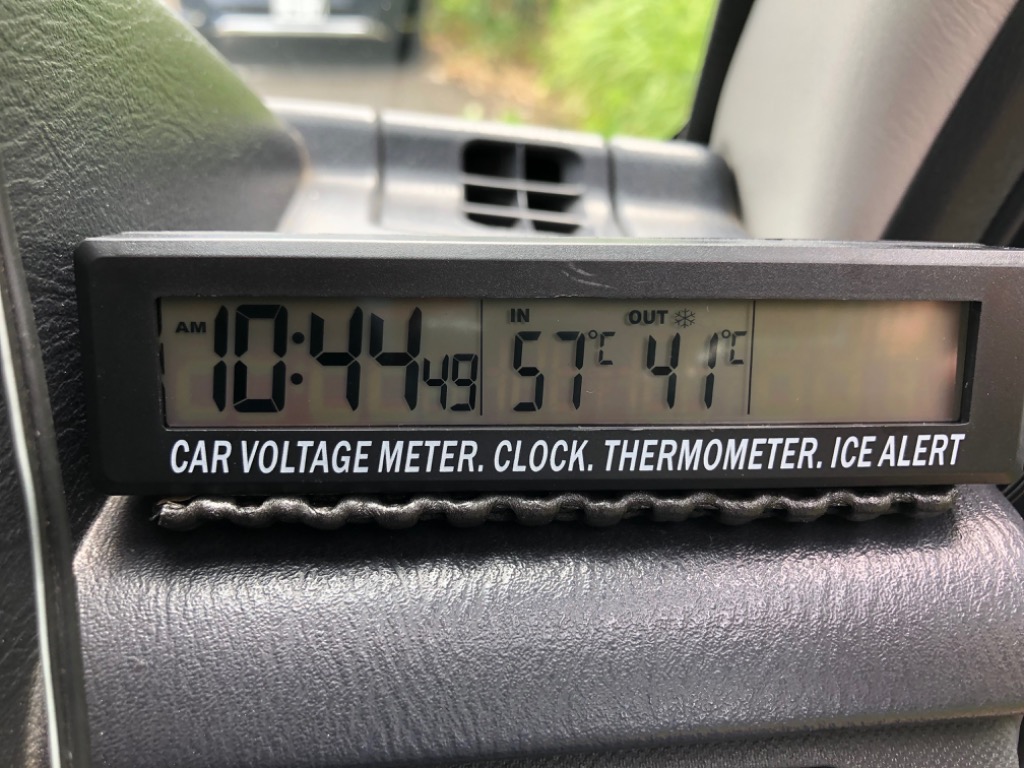 AM 10:44 49 IN 57°C OUT 41°C
CAR VOLTAGE METER. CLOCK. THERMOMETER. ICE ALERT